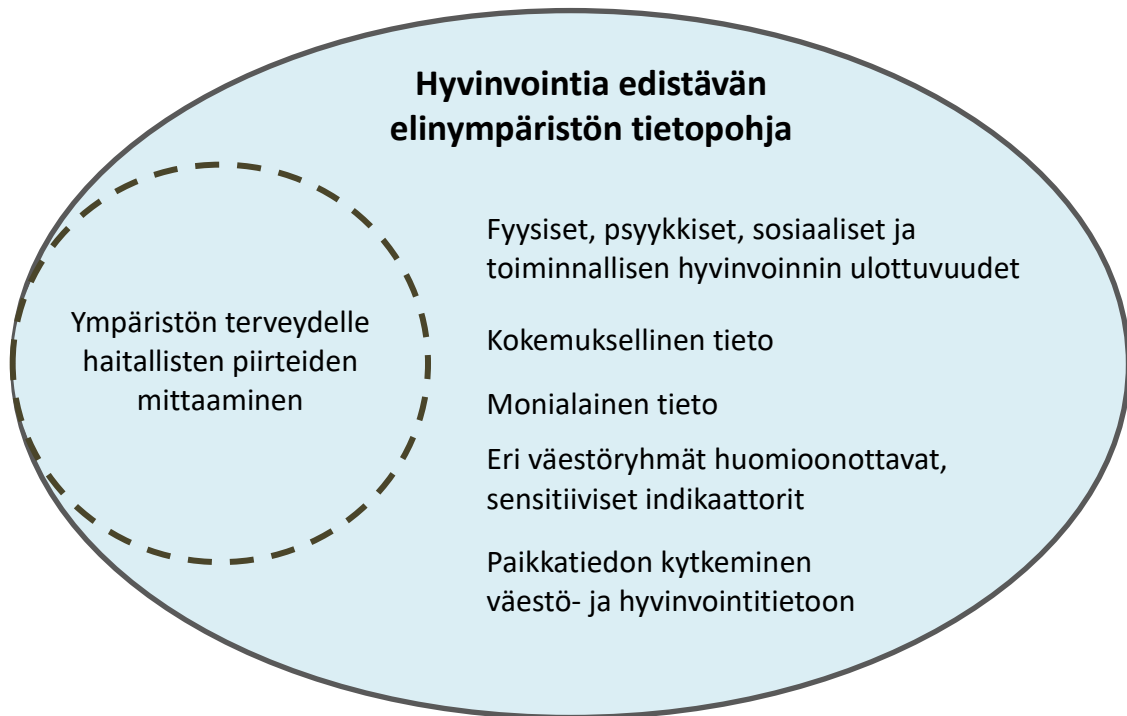 Hyvinvointia edistävän
elinympäristön tietopohja
Ympäristön terveydelle
haitallisten piirteiden
mittaaminen
Fyysiset, psyykkiset, sosiaaliset ja
toiminnallisen hyvinvoinnin ulottuvuudet
Kokemuksellinen tieto
Monialainen tieto
Eri väestöryhmät huomioonottavat,
sensitiiviset indikaattorit
Paikkatiedon kytkeminen
väestö- ja hyvinvointitietoon